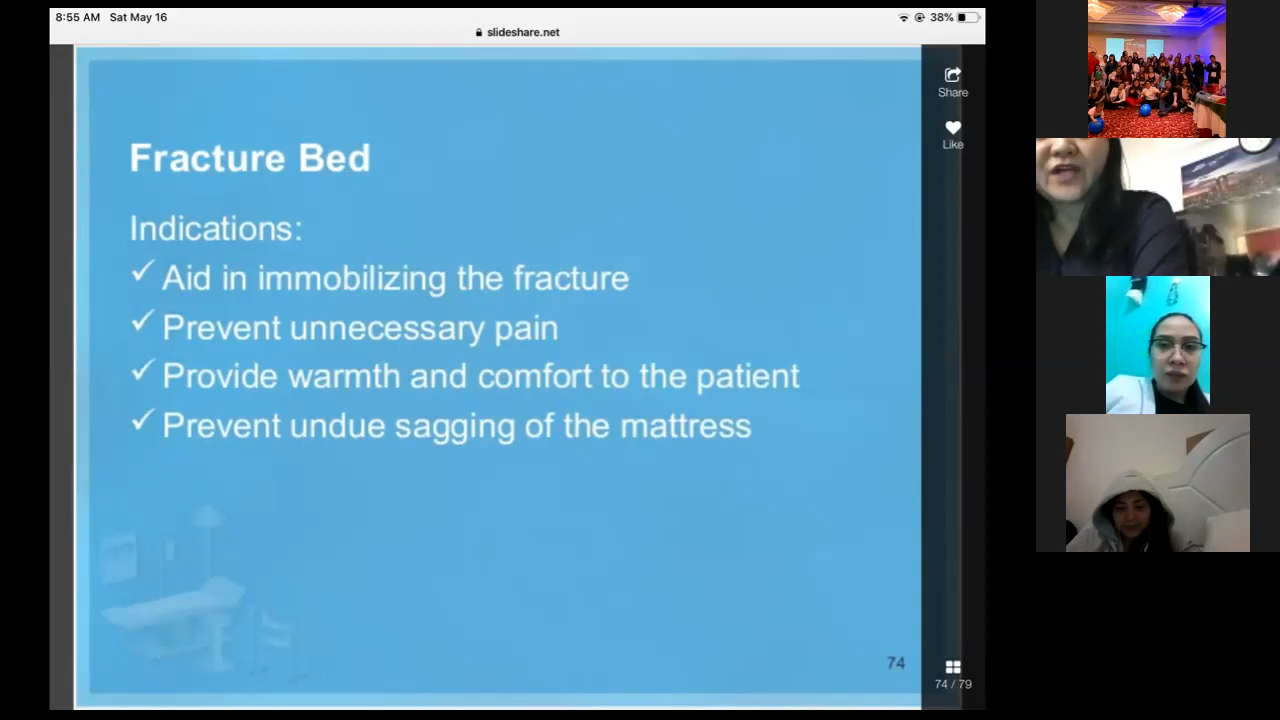 8:55 AM Sat May 16
38%
slideshare.net
Share
Like
Fracture Bed
Indications:
✓ Aid in immobilizing the fracture
✓ Prevent unnecessary pain
✓ Provide warmth and comfort to the patient
✓ Prevent undue sagging of the mattress
74
74 / 79